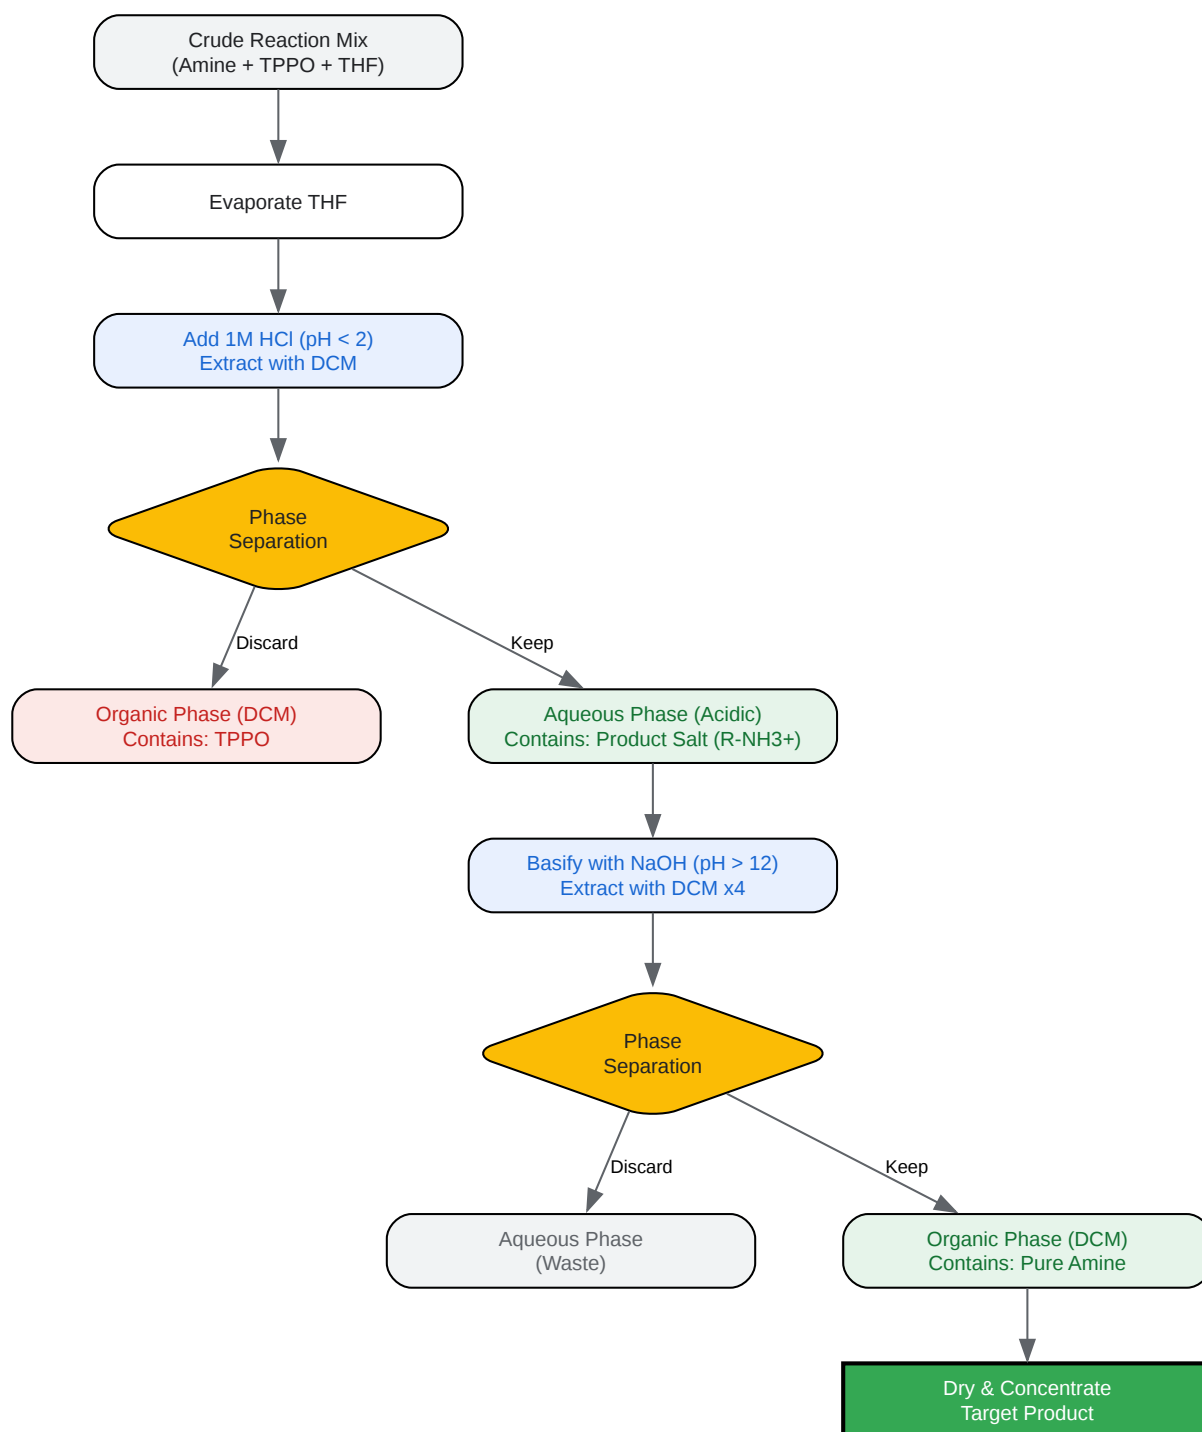 Crude Reaction Mix
(Amine + TPPO + THF)
Evaporate THF
Add 1M HCl (pH < 2)
Extract with DCM
Phase
Separation
Discard
Keep
Organic Phase (DCM)
Contains: TPPO
Aqueous Phase (Acidic)
Contains: Product Salt (R-NH3+)
Basify with NaOH (pH > 12)
Extract with DCM x4
Phase
Separation
Discard
Keep
Aqueous Phase
(Waste)
Organic Phase (DCM)
Contains: Pure Amine
Dry & Concentrate
Target Product